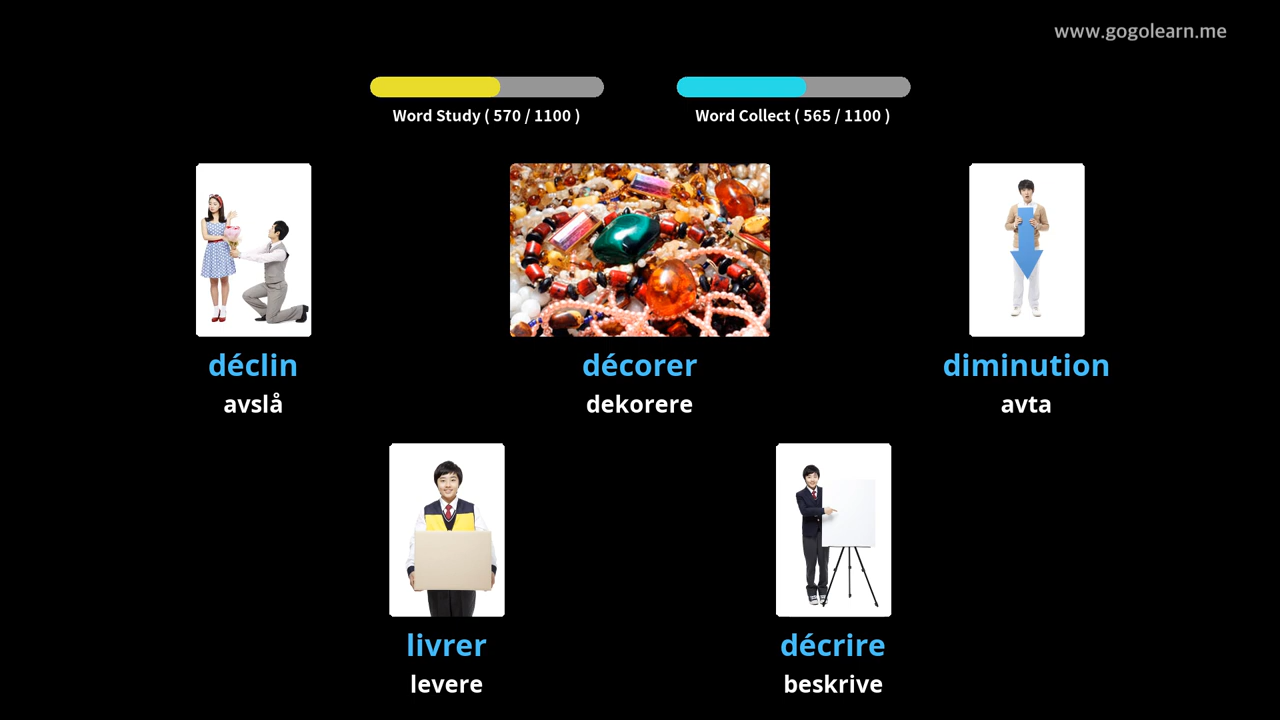 www.gogolearn.me
Word Study ( 570 / 1100 )
Word Collect ( 565 / 1100 )
déclin
avslå
décorer
dekorere
diminution
avta
livrer
levere
décrire
beskrive